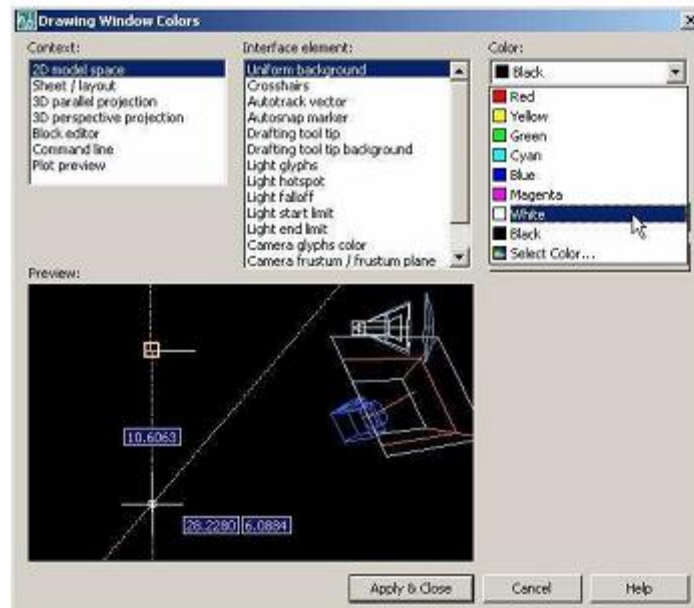 Drawing Window Colors
Context:
2D model space
Sheet / layout
3D parallel projection
3D perspective projection
Block editor
Command line
Plot preview
Interface element:
Uniform background
Crosshairs
Autotrack vector
Autosnap marker
Drafting tool tip
Drafting tool tip background
Light glyphs
Light hotspot
Light falloff
Light start limit
Light end limit
Camera glyphs color
Camera frustum / frustum plane
Color:
Black
Red
Yellow
Green
Cyan
Blue
Magenta
White
Black
Select Color...
Preview:
10.6063
28.2280 6.0884
Apply & Close
Cancel
Help